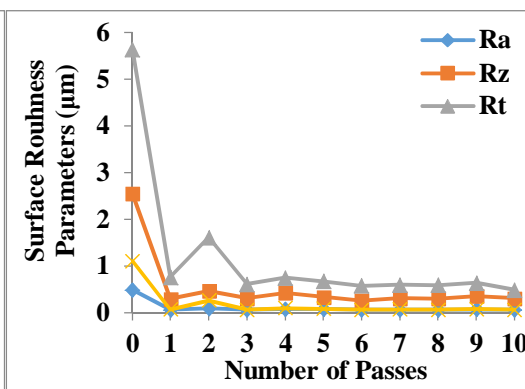 Surface Rouhness
Parameters (µm)
6
5
4
3
2
1
0
0 1 2 3 4 5 6 7 8 9 10
Number of Passes
Ra
Rz
Rt